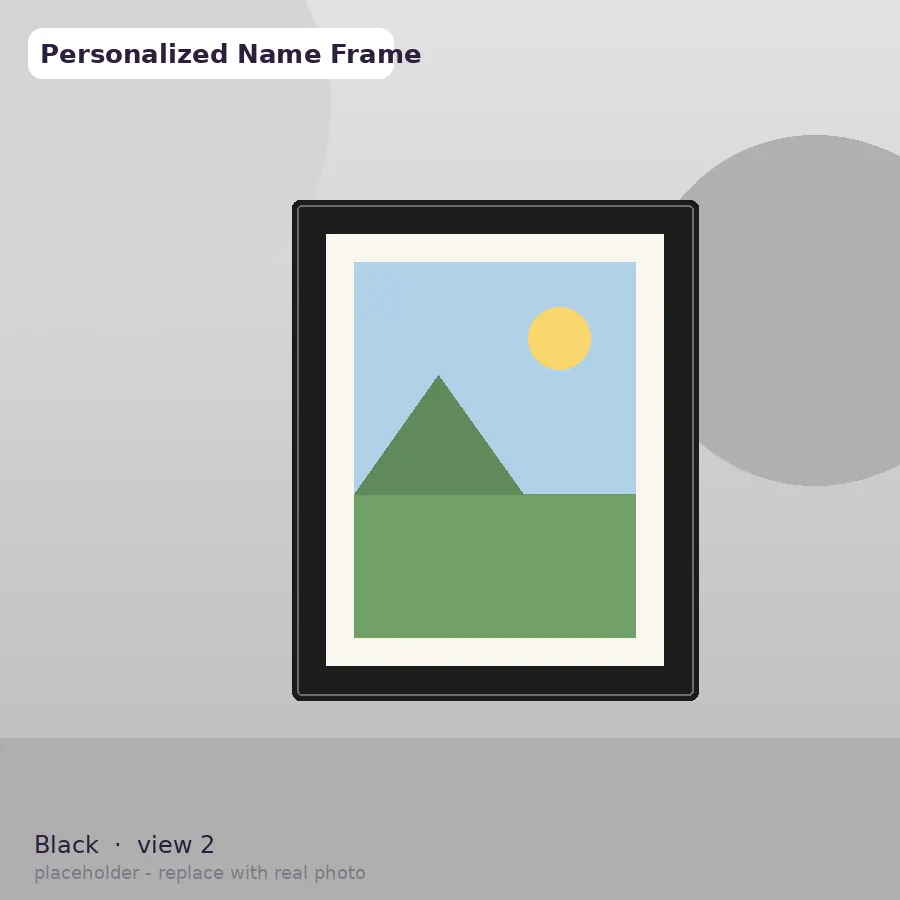 Personalized Name Frame
Black · view 2
placeholder - replace with real photo